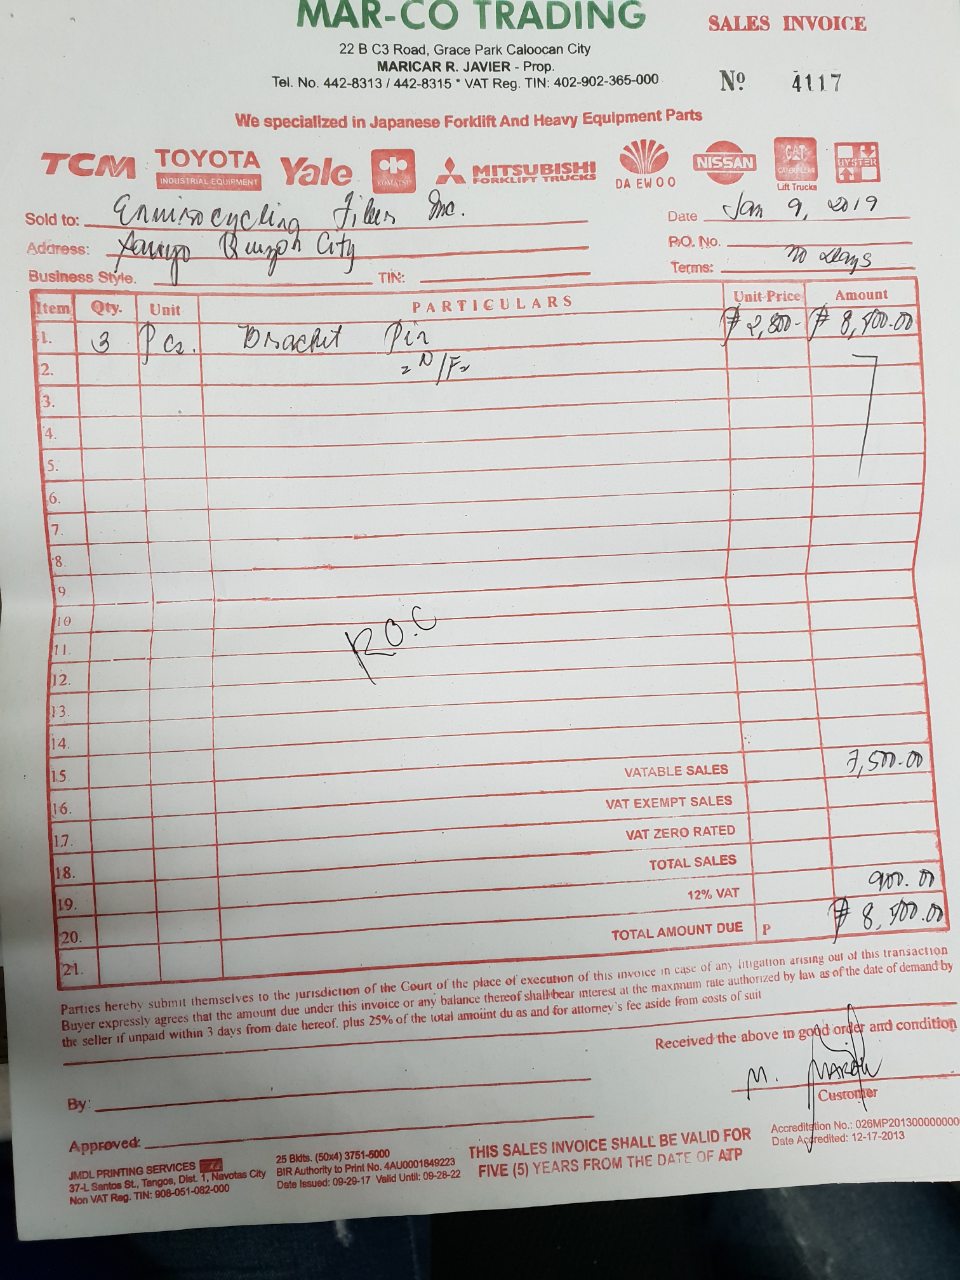 MAR-CO TRADING
SALES INVOICE
22 B C3 Road, Grace Park Caloocan City
MARICAR R. JAVIER - Prop.
Tel. No. 442-8313 / 442-8315 * VAT Reg. TIN: 402-902-365-000
Nº 4117
We specialized in Japanese Forklift And Heavy Equipment Parts
TCM TOYOTA INDUSTRIAL EQUIPMENT Yale KOMATSU MITSUBISHI FORKLIFT TRUCKS DAEWOO NISSAN CAT CATERPILLAR Lift Trucks HYSTER
Sold to: Envirocycling Fiber Inc.
Date Jan 9, 2019
Address: Quezon City
P.O. No.
Business Style.
TIN:
Terms: Days
Item Qty. Unit PARTICULARS Unit Price Amount
1. 3 Pcs. Bracket Pin ₱ 2,800- ₱ 8,400.00
2. = N/F =
3.
4.
5.
6.
7.
8.
9
10
11.
12.
13.
14.
15 VATABLE SALES 7,500.00
16. VAT EXEMPT SALES
17. VAT ZERO RATED
18. TOTAL SALES
19. 12% VAT 900.00
20. TOTAL AMOUNT DUE P ₱ 8,400.00
21.
R.O.C
Parties hereby submit themselves to the jurisdiction of the Court of the place of execution of this invoice in case of any litigation arising out of this transaction
Buyer expressly agrees that the amount due under this invoice or any balance thereof shall bear interest at the maximum rate authorized by law as of the date of demand by
the seller if unpaid within 3 days from date hereof. plus 25% of the total amount du as and for attorney's fee aside from costs of suit
Received the above in good order and condition
By:
M.
Customer
Approved:
JMDL PRINTING SERVICES
37-L Santos St., Tangos, Dist. 1, Navotas City
Non VAT Reg. TIN: 908-051-082-000
25 Bklts. (50x4) 3751-5000
BIR Authority to Print No. 4AU0001849223
Date Issued: 09-29-17 Valid Until: 09-28-22
THIS SALES INVOICE SHALL BE VALID FOR
FIVE (5) YEARS FROM THE DATE OF ATP
Accreditation No.: 026MP201300000000
Date Accredited: 12-17-2013